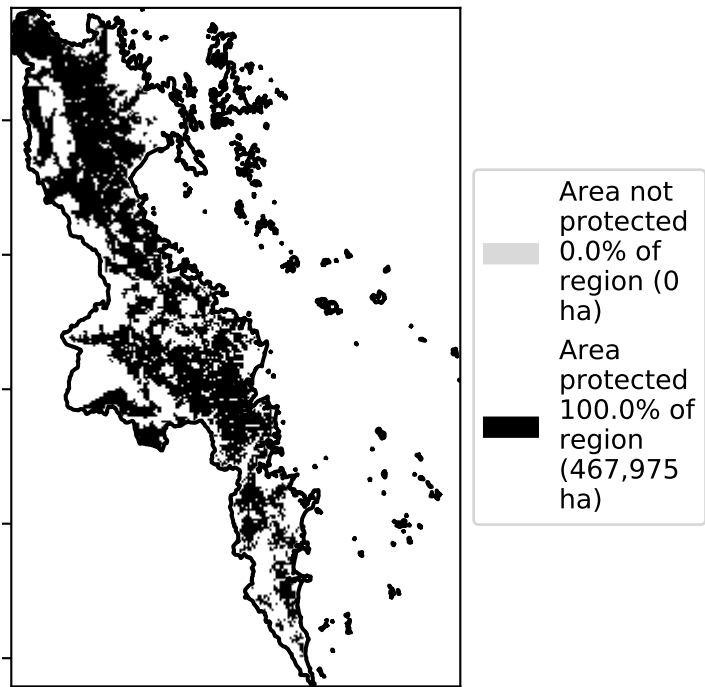 Area not
protected
0.0% of
region (0
ha)
Area
protected
100.0% of
region
(467,975
ha)